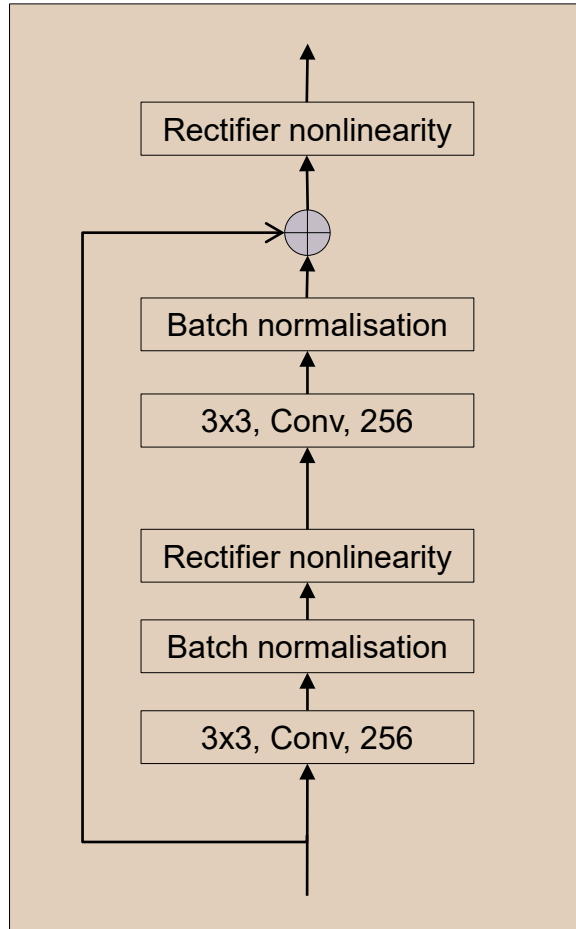 Rectifier nonlinearity
Batch normalisation
3x3, Conv, 256
Rectifier nonlinearity
Batch normalisation
3x3, Conv, 256